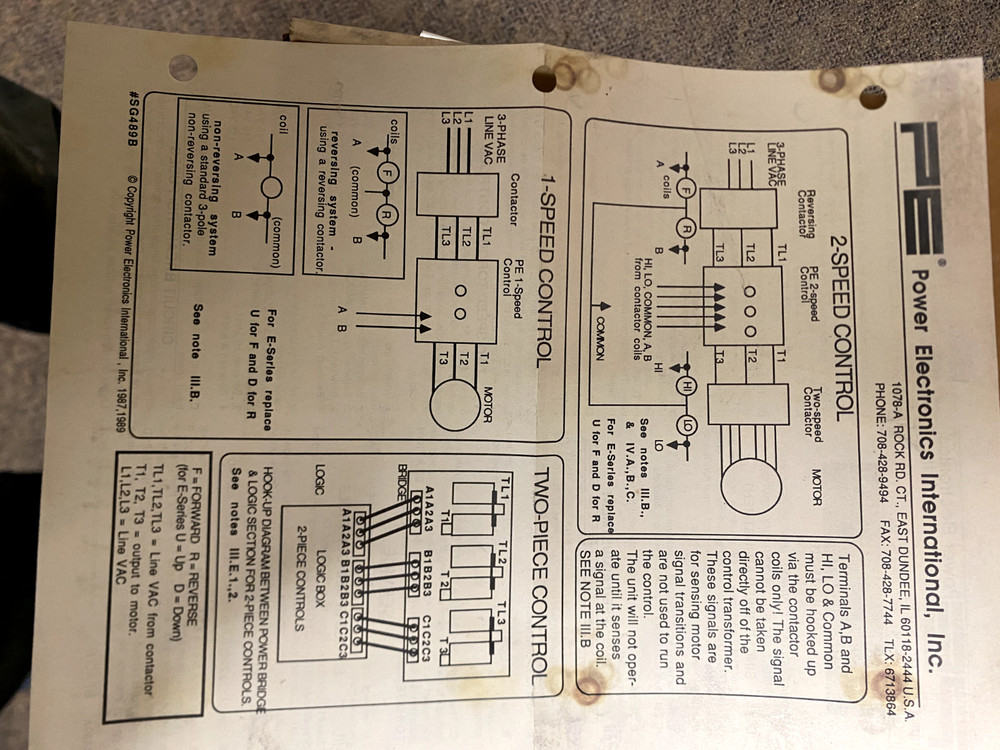 PEI® Power Electronics International, Inc.
1078-A ROCK RD. CT., EAST DUNDEE, IL 60118-2444 U.S.A.
PHONE: 708-428-9494 FAX: 708-428-7744 TLX: 6713864
2-SPEED CONTROL
3-PHASE
LINE VAC
L1
L2
L3
Reversing
Contactor
TL1
TL2
TL3
PE 2-speed
Control
T1
T2
T3
Two-speed
Contactor
MOTOR
F R
A coils B
HI, LO, COMMON, A, B
from contactor coils
COMMON
HI LO
HI LO
See notes III.B.,
& IV.A.,B.,C.
For E-Series replace
U for F and D for R
Terminals A,B and
HI, LO & Common
must be hooked up
via the contactor
coils only! The signal
cannot be taken
directly off of the
control transformer.
These signals are
for sensing motor
signal transitions and
are not used to run
the control.
The unit will not oper-
ate until it senses
a signal at the coil.
SEE NOTE III.B
1-SPEED CONTROL
3-PHASE
LINE VAC
L1
L2
L3
Contactor
TL1
TL2
TL3
PE 1-Speed
Control
T1
T2
T3
MOTOR
A
B
coils
F R
A (common) B
reversing system -
using a reversing contactor.
coil
(common)
A B
non-reversing system
using a standard 3-pole
non-reversing contactor.
For E-Series replace
U for F and D for R
See note III.B.
TWO-PIECE CONTROL
TL1 TL2 TL3
T1 T2 T3
A1A2A3 B1B2B3 C1C2C3
BRIDGE
A1A2A3 B1B2B3 C1C2C3
LOGIC
LOGIC BOX
2-PIECE CONTROLS
HOOK-UP DIAGRAM BETWEEN POWER BRIDGE
& LOGIC SECTION FOR 2-PIECE CONTROLS.
See notes III.E.1.,2.
F = FORWARD R = REVERSE
(for E-Series U = Up D = Down)
TL1, TL2, TL3 = Line VAC from contactor
T1, T2, T3 = output to motor.
L1,L2,L3 = Line VAC
#SG489B © Copyright Power Electronics International, Inc. 1987,1989